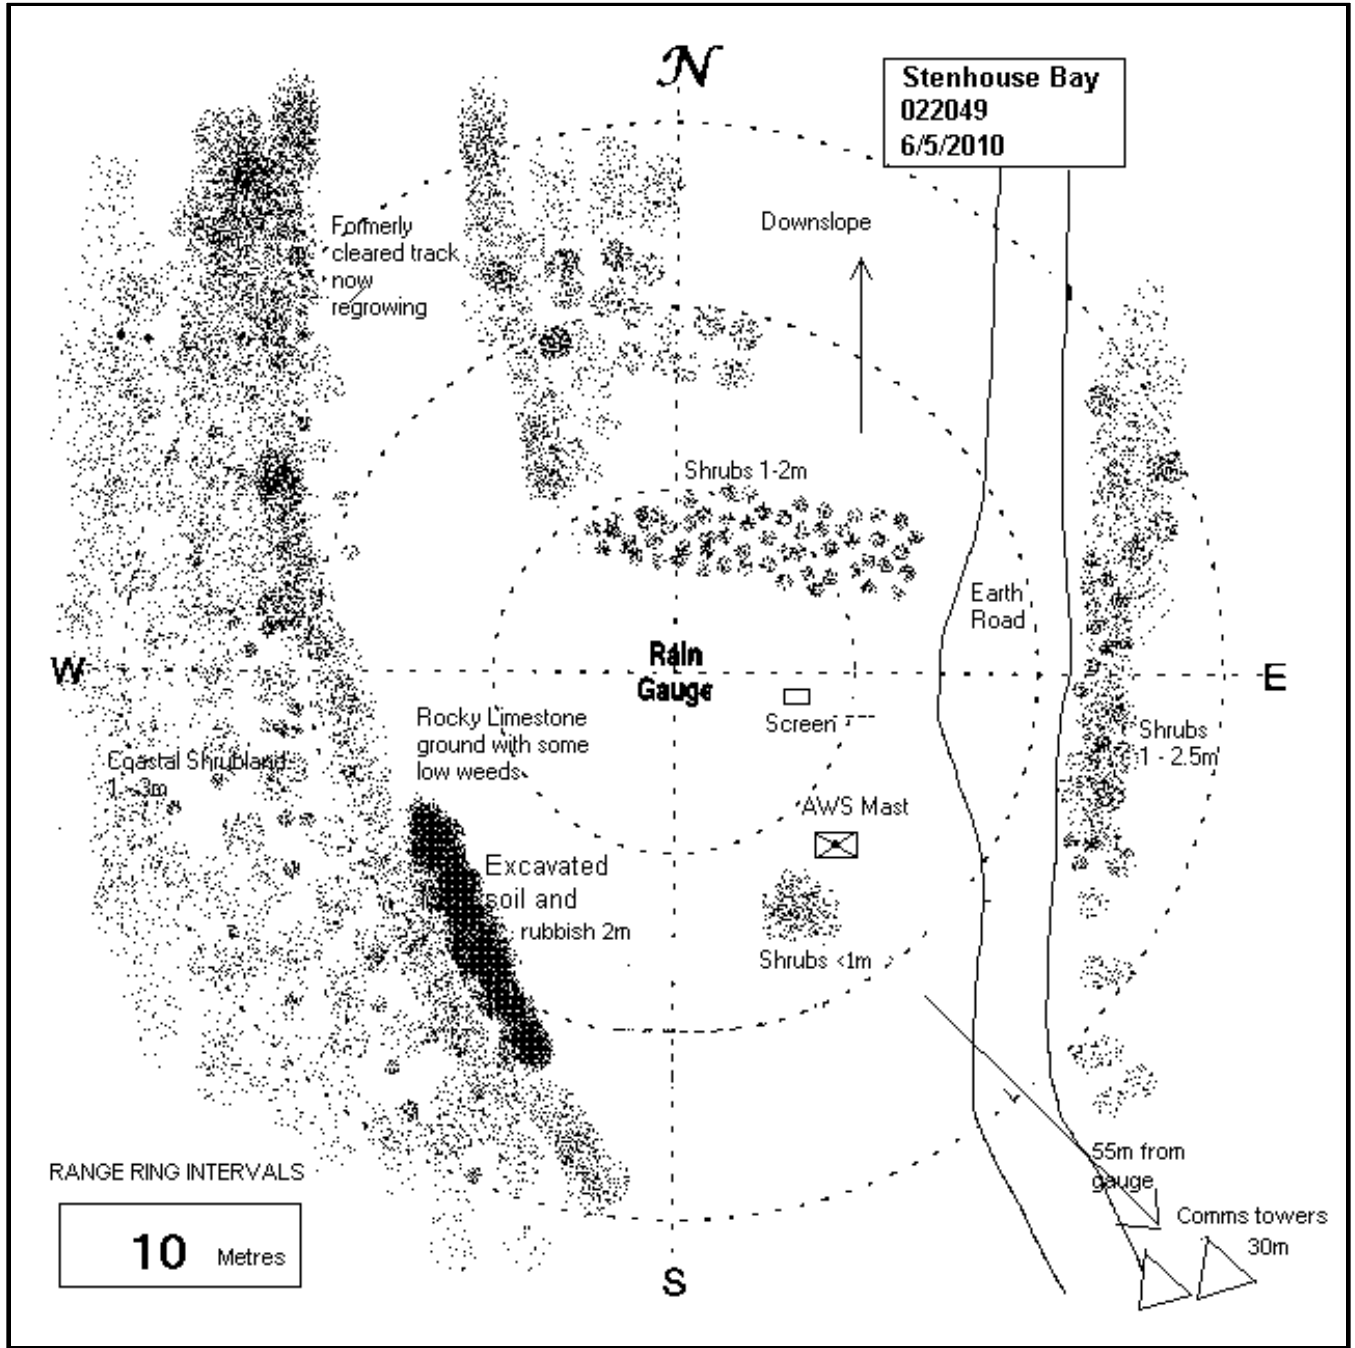 N
Stenhouse Bay
022049
6/5/2010
Downslope
Formerly
cleared track
now
regrowing
Shrubs 1-2m
Earth
Road
Rain
Gauge
W
E
Screen
Rocky Limestone
ground with some
low weeds
Shrubs
1 - 2.5m
Coastal Shrubland
1 - 3m
AWS Mast
Excavated
soil and
rubbish 2m
Shrubs <1m
55m from
gauge
RANGE RING INTERVALS
10 Metres
Comms towers
30m
S